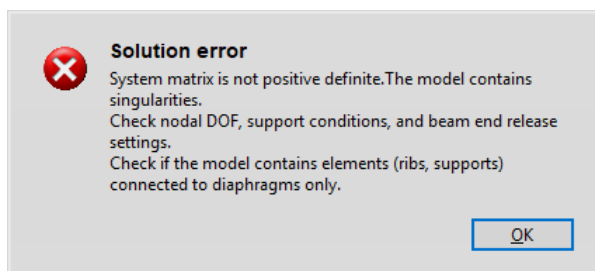 Solution error
System matrix is not positive definite.The model contains
singularities.
Check nodal DOF, support conditions, and beam end release
settings.
Check if the model contains elements (ribs, supports)
connected to diaphragms only.
OK